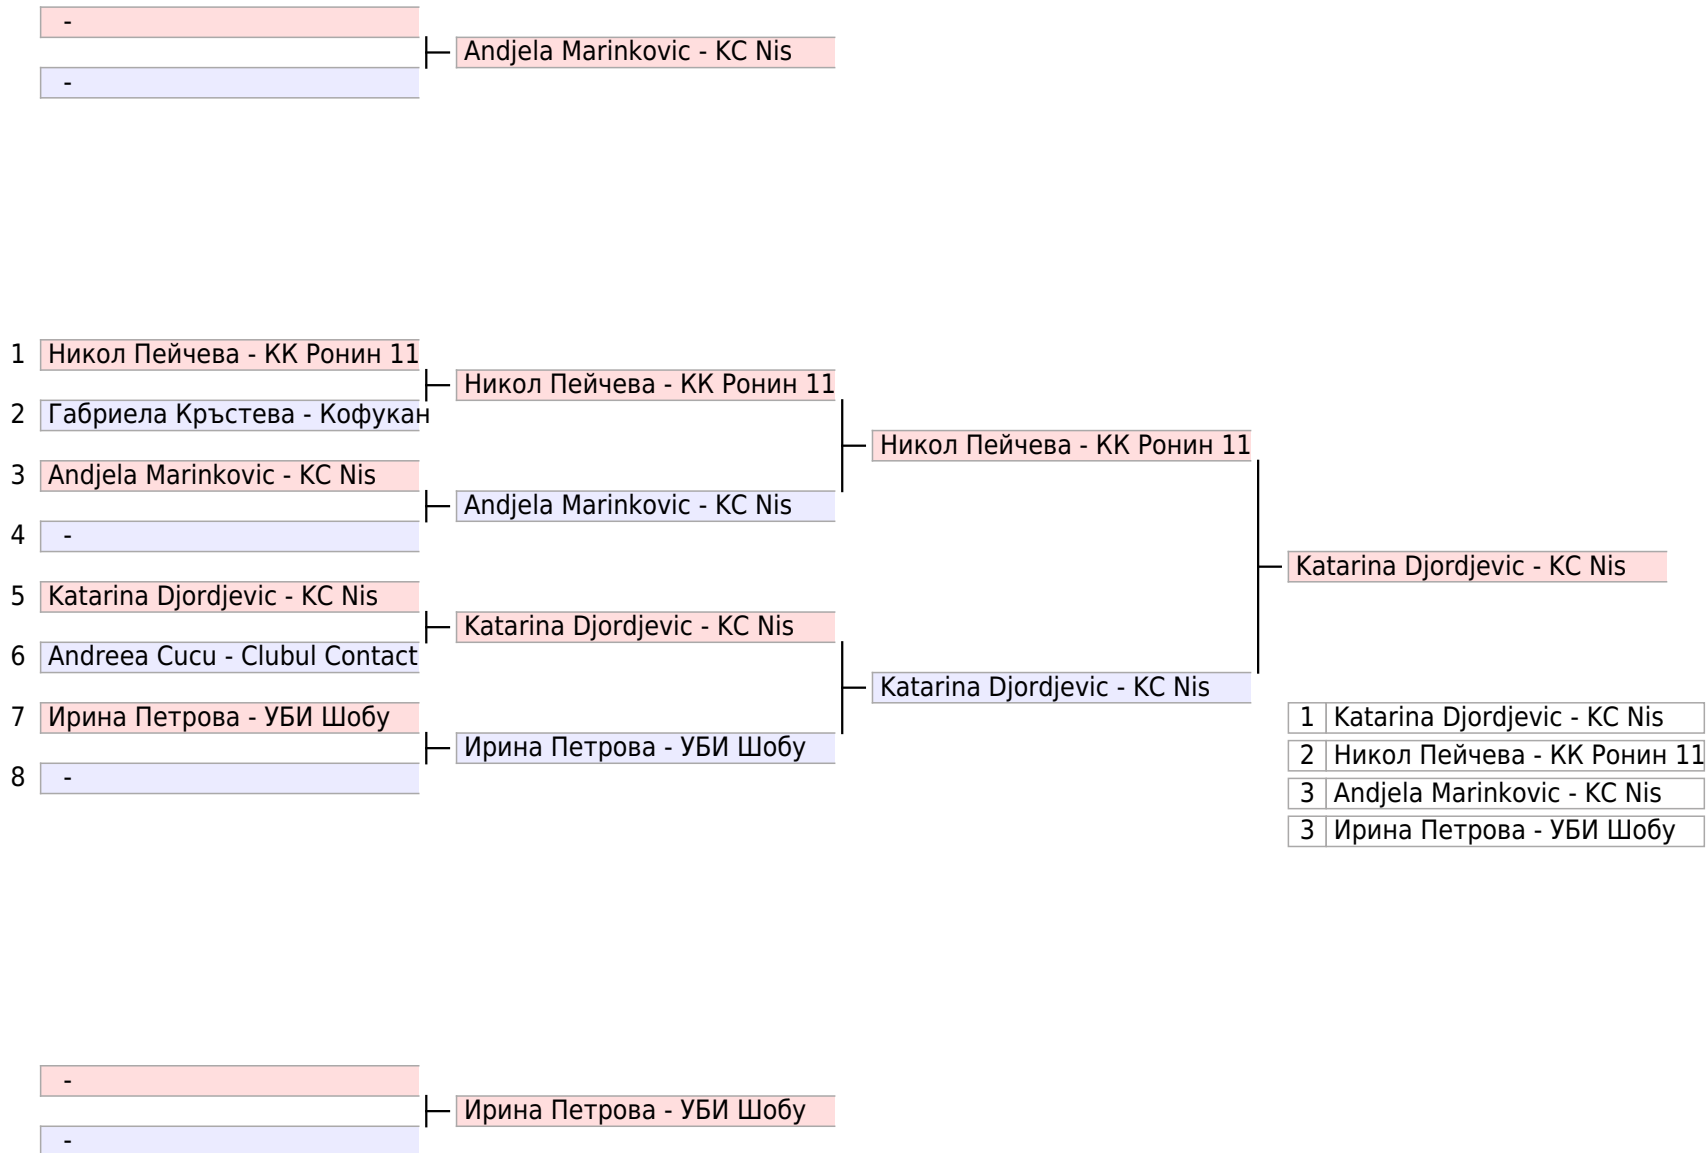 -
Andjela Marinkovic - KC Nis
-
1 Никол Пейчева - КК Ронин 11
Никол Пейчева - КК Ронин 11
2 Габриела Кръстева - Кофукан
Никол Пейчева - КК Ронин 11
3 Andjela Marinkovic - KC Nis
Andjela Marinkovic - KC Nis
4 -
Katarina Djordjevic - KC Nis
5 Katarina Djordjevic - KC Nis
Katarina Djordjevic - KC Nis
6 Andreea Cucu - Clubul Contact
Katarina Djordjevic - KC Nis
7 Ирина Петрова - УБИ Шобу
Ирина Петрова - УБИ Шобу
8 -
1 Katarina Djordjevic - KC Nis
2 Никол Пейчева - КК Ронин 11
3 Andjela Marinkovic - KC Nis
3 Ирина Петрова - УБИ Шобу
-
Ирина Петрова - УБИ Шобу
-